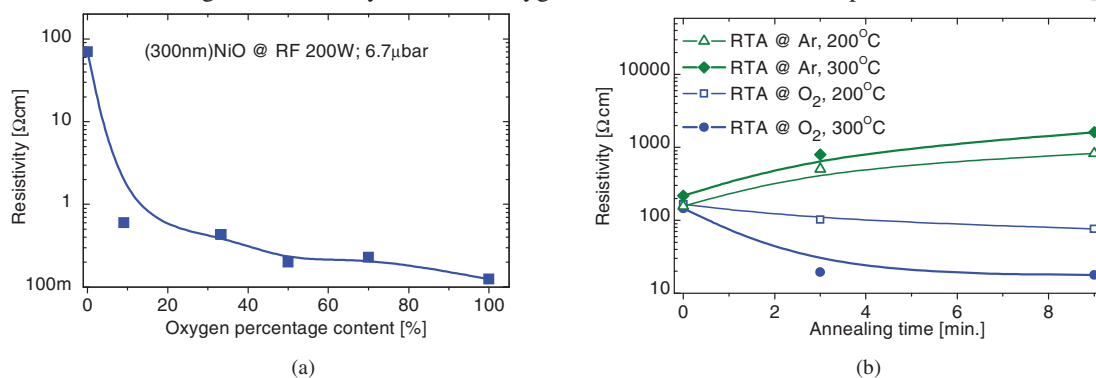 (300nm)NiO @ RF 200W; 6.7μbar
Resistivity [Ωcm]
100
10
1
100m
0 20 40 60 80 100
Oxygen percentage content [%]
(a)
RTA @ Ar, 200°C
RTA @ Ar, 300°C
RTA @ O₂, 200°C
RTA @ O₂, 300°C
Resistivity [Ωcm]
10000
1000
100
10
0 2 4 6 8
Annealing time [min.]
(b)